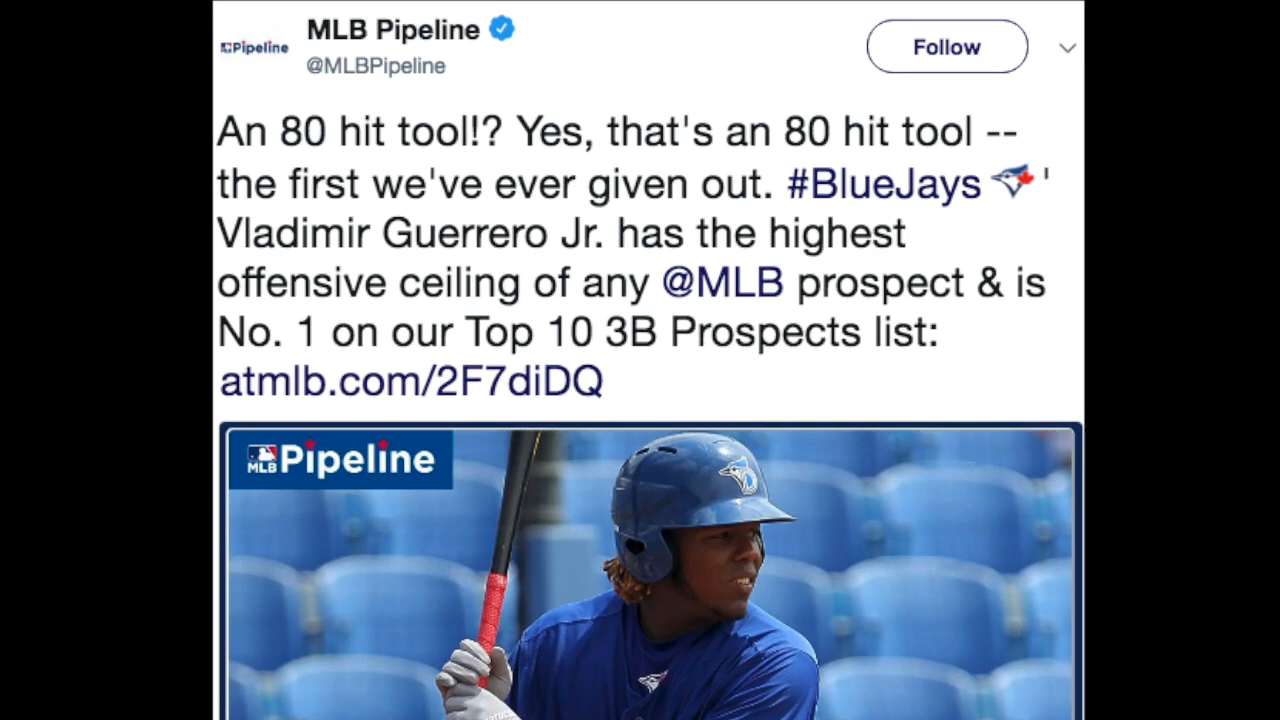 MLB Pipeline
Pipeline
@MLBPipeline
Follow
An 80 hit tool!? Yes, that's an 80 hit tool --
the first we've ever given out. #BlueJays '
Vladimir Guerrero Jr. has the highest
offensive ceiling of any @MLB prospect & is
No. 1 on our Top 10 3B Prospects list:
atmlb.com/2F7diDQ
MLB Pipeline